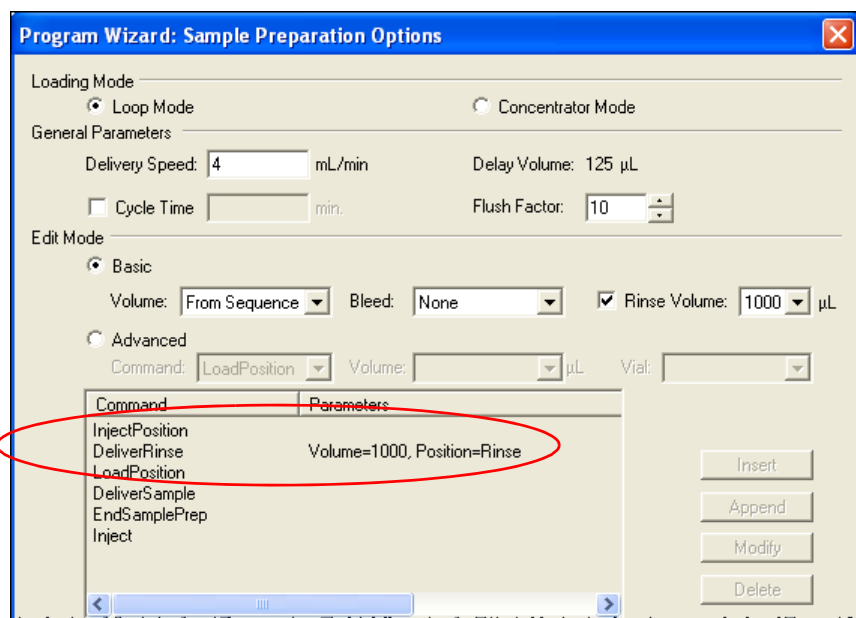 Program Wizard: Sample Preparation Options
Loading Mode
Loop Mode
Concentrator Mode
General Parameters
Delivery Speed: 4 mL/min
Delay Volume: 125 µL
Cycle Time min.
Flush Factor: 10
Edit Mode
Basic
Volume: From Sequence Bleed: None Rinse Volume: 1000 µL
Advanced
Command: LoadPosition Volume: µL Vial:
Command Parameters
InjectPosition
DeliverRinse Volume=1000, Position=Rinse
LoadPosition
DeliverSample
EndSamplePrep
Inject
Insert
Append
Modify
Delete